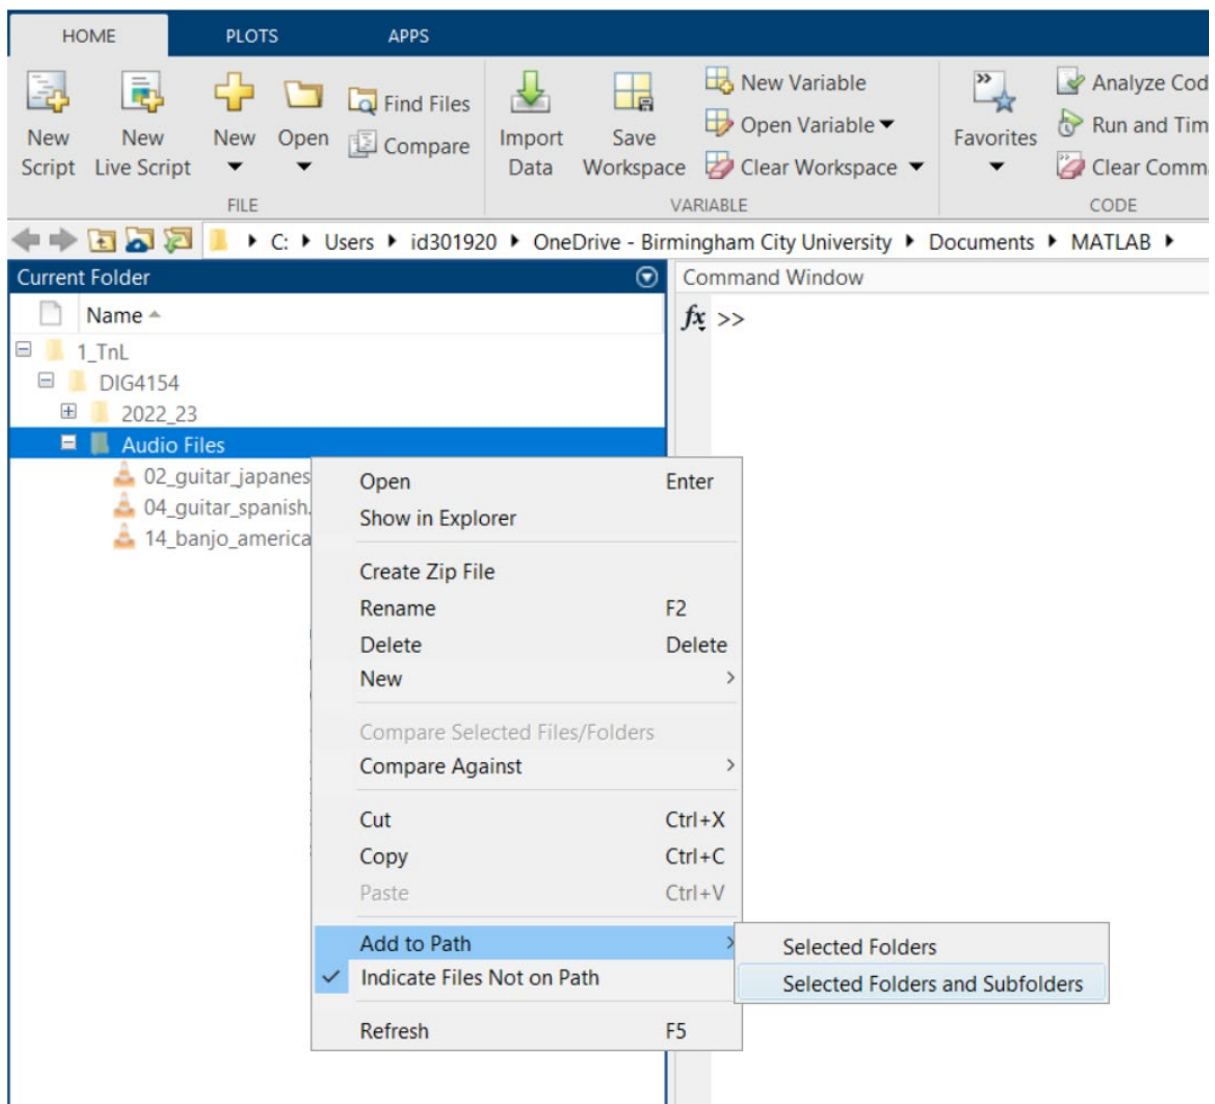 HOME PLOTS APPS
New Script
New Live Script
New
Open
Find Files
Compare
Import Data
Save Workspace
New Variable
Open Variable
Clear Workspace
Favorites
Analyze Cod
Run and Tim
Clear Comm
FILE VARIABLE CODE
C: Users id301920 OneDrive - Birmingham City University Documents MATLAB
Current Folder
Name
1_TnL
DIG4154
2022_23
Audio Files
02_guitar_japanes
04_guitar_spanish.
14_banjo_america
Command Window
fx >>
Open Enter
Show in Explorer
Create Zip File
Rename F2
Delete Delete
New
Compare Selected Files/Folders
Compare Against
Cut Ctrl+X
Copy Ctrl+C
Paste Ctrl+V
Add to Path
Indicate Files Not on Path
Refresh F5
Selected Folders
Selected Folders and Subfolders